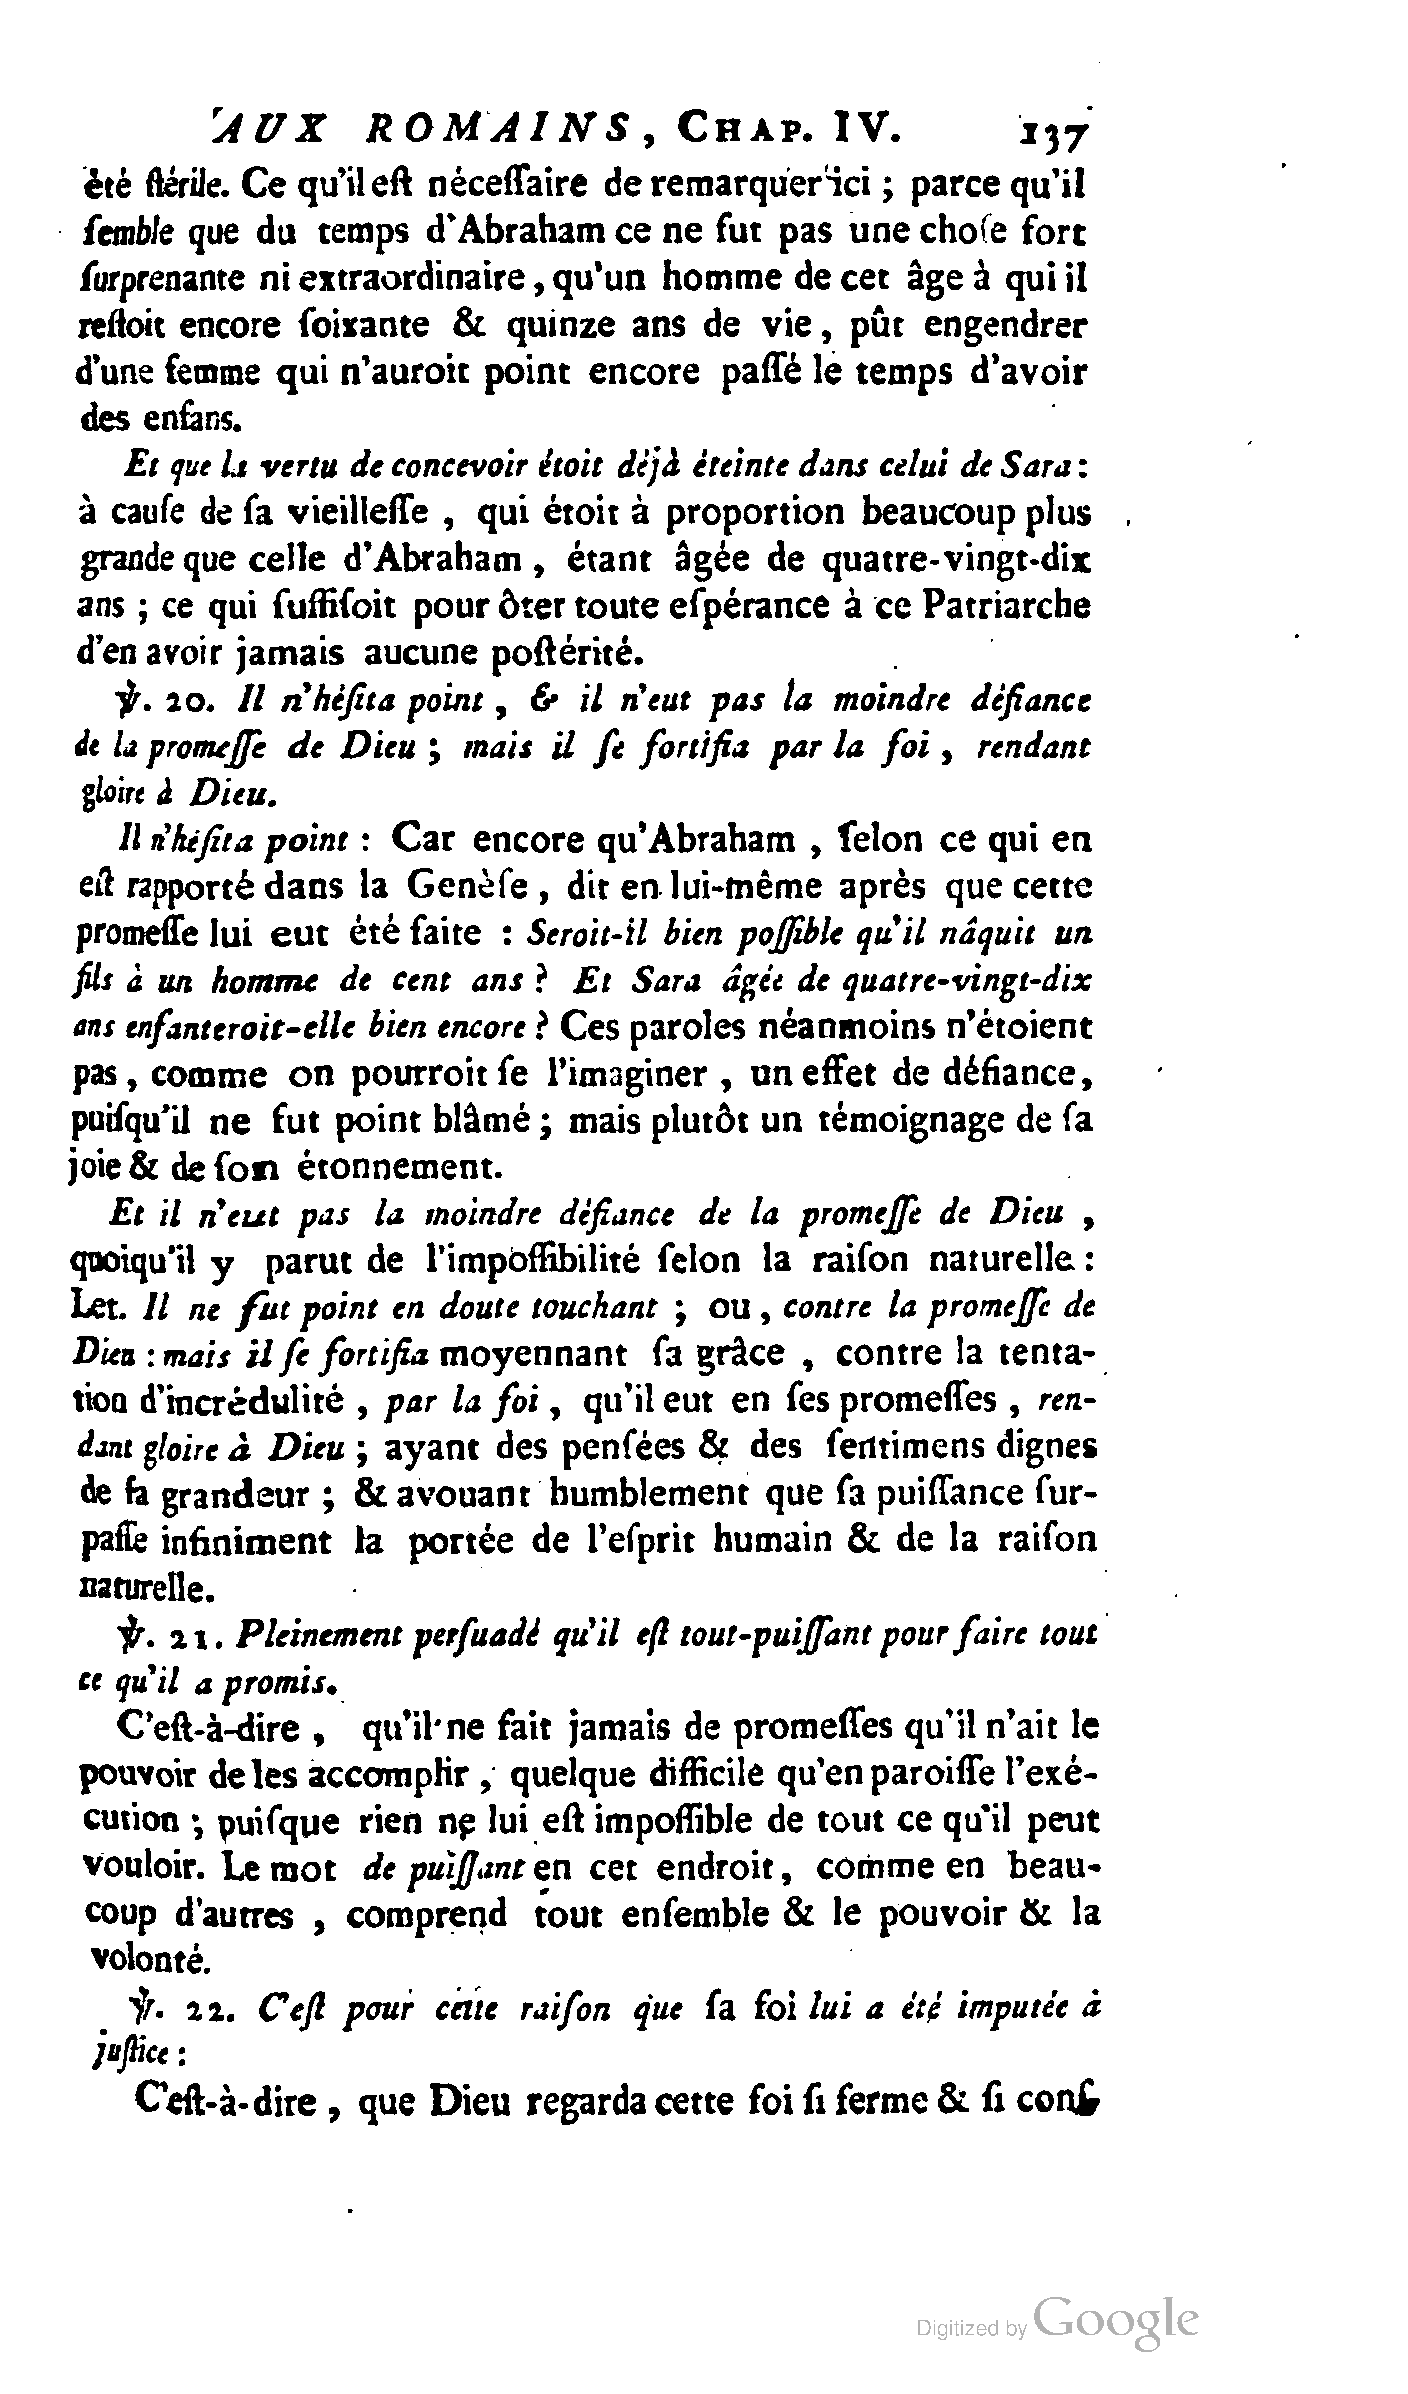 AUX ROMAINS, CHAP. IV. 137
été ſtérile. Ce qu'il eſt néceſſaire de remarquer ici ; parce qu'il
ſemble que du temps d'Abraham ce ne fut pas une choſe fort
ſurprenante ni extraordinaire, qu'un homme de cet âge à qui il
reſtoit encore ſoixante & quinze ans de vie, pût engendrer
d'une femme qui n'auroit point encore paſſé le temps d'avoir
des enfans.
Et que la vertu de concevoir étoit déjà éteinte dans celui de Sara :
à cauſe de ſa vieilleſſe , qui étoit à proportion beaucoup plus
grande que celle d'Abraham , étant âgée de quatre-vingt-dix
ans ; ce qui ſuffiſoit pour ôter toute eſpérance à ce Patriarche
d'en avoir jamais aucune poſtérité.
℣. 20. Il n'héſita point , & il n'eut pas la moindre défiance
de la promeſſe de Dieu ; mais il ſe fortifia par la foi , rendant
gloire à Dieu.
Il n'héſita point : Car encore qu'Abraham , ſelon ce qui en
eſt rapporté dans la Genèſe , dit en lui-même après que cette
promeſſe lui eut été faite : Seroit-il bien poſſible qu'il nâquit un
fils à un homme de cent ans ? Et Sara âgée de quatre-vingt-dix
ans enfanteroit-elle bien encore ? Ces paroles néanmoins n'étoient
pas , comme on pourroit ſe l'imaginer , un effet de défiance,
puiſqu'il ne fut point blâmé ; mais plutôt un témoignage de ſa
joie & de ſon étonnement.
Et il n'eut pas la moindre défiance de la promeſſe de Dieu ,
quoiqu'il y parut de l'impoſſibilité ſelon la raiſon naturelle :
Let. Il ne fut point en doute touchant ; ou , contre la promeſſe de
Dieu : mais il ſe fortifia moyennant ſa grâce , contre la tenta-
tion d'incrédulité , par la foi , qu'il eut en ſes promeſſes , ren-
dant gloire à Dieu ; ayant des penſées & des ſentimens dignes
de ſa grandeur ; & avouant humblement que ſa puiſſance ſur-
paſſe infiniment la portée de l'eſprit humain & de la raiſon
naturelle.
℣. 21. Pleinement perſuadé qu'il eſt tout-puiſſant pour faire tout
ce qu'il a promis.
C'eſt-à-dire , qu'il ne fait jamais de promeſſes qu'il n'ait le
pouvoir de les accomplir , quelque difficile qu'en paroiſſe l'exé-
cution ; puiſque rien ne lui eſt impoſſible de tout ce qu'il peut
vouloir. Le mot de puiſſant en cet endroit, comme en beau-
coup d'autres , comprend tout enſemble & le pouvoir & la
volonté.
℣. 22. C'eſt pour cette raiſon que ſa foi lui a été imputée à
juſtice :
C'eſt-à-dire , que Dieu regarda cette foi ſi ferme & ſi conſ-
Digitized by Google